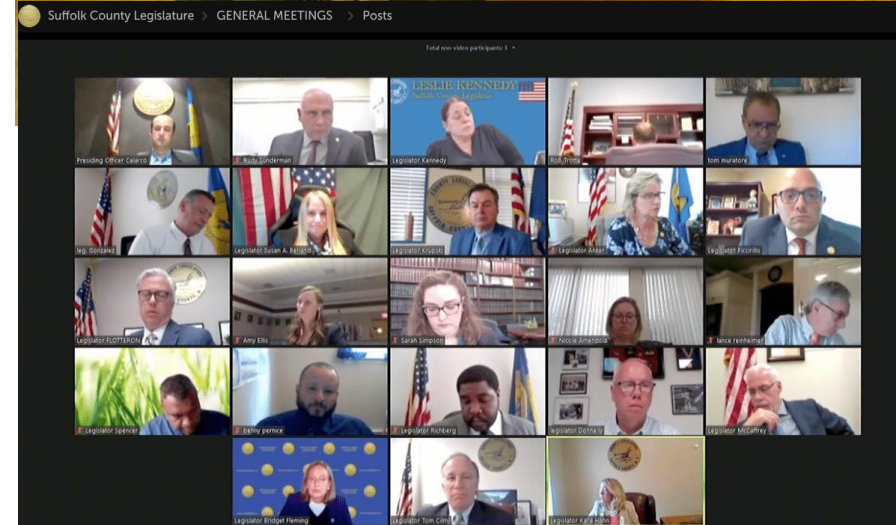 Suffolk County Legislature > GENERAL MEETINGS > Posts
Total non-video participants: 3
Presiding Officer Calarco
Rudy Sunderman
LESLIE KENNEDY
Suffolk County Legislator
Legislator Kennedy
Rob Trotta
tom muratore
leg. Gonzalez
Legislator Susan A. Berland
Legislator Krupski
Legislator Anker
Legislator Piccirillo
Legislator FLOTTERON
Amy Ellis
Sarah Simpson
Nicole Amendola
lance reinheimer
Legislator Spencer
benny pernice
Legislator Richberg
legislator Donnelly
Legislator McCaffrey
Legislator Bridget Fleming
Legislator Tom Cilmi
Legislator Kara Hahn